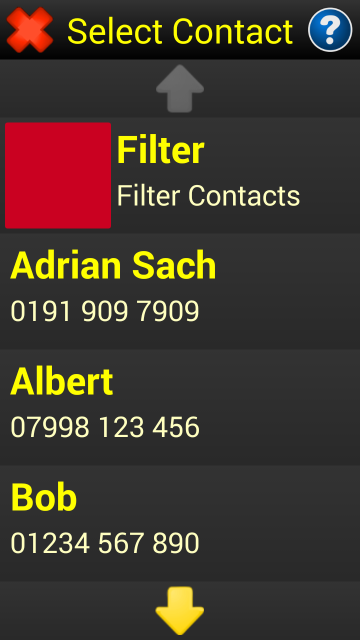 Select Contact
?
Filter
Filter Contacts
Adrian Sach
0191 909 7909
Albert
07998 123 456
Bob
01234 567 890